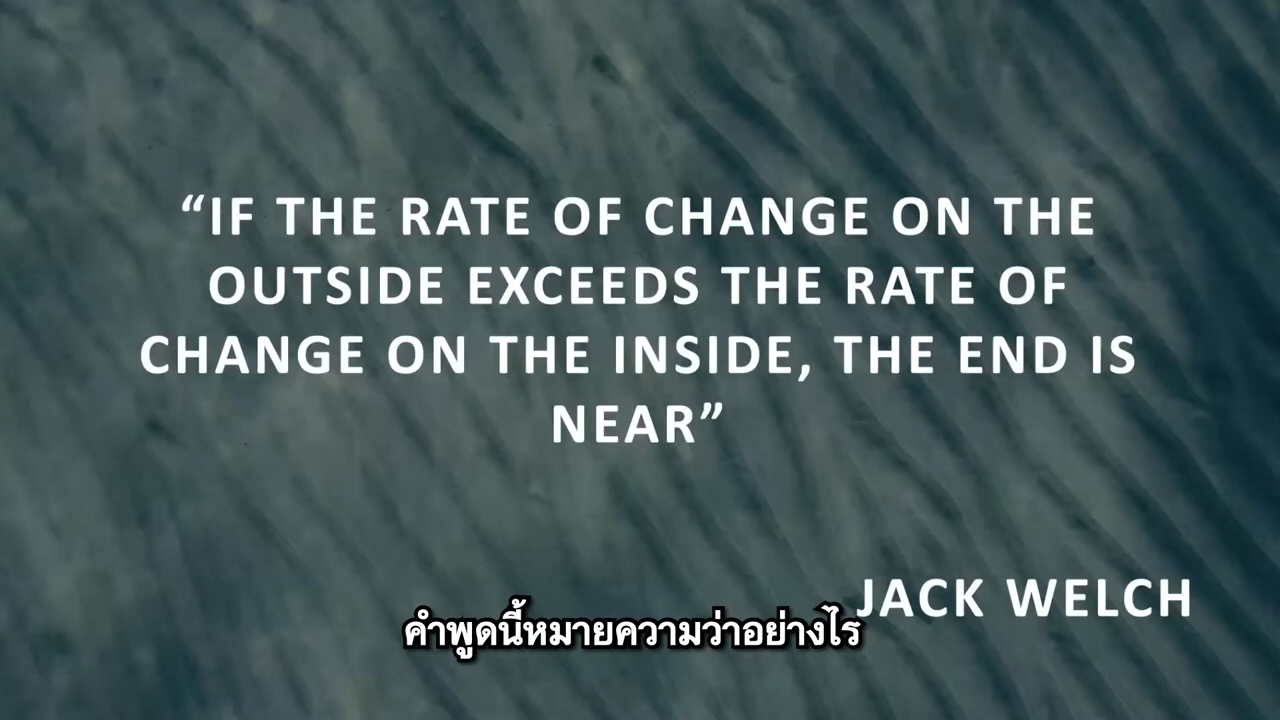 “IF THE RATE OF CHANGE ON THE
OUTSIDE EXCEEDS THE RATE OF
CHANGE ON THE INSIDE, THE END IS
NEAR”
JACK WELCH
คำพูดนี้หมายความว่าอย่างไร